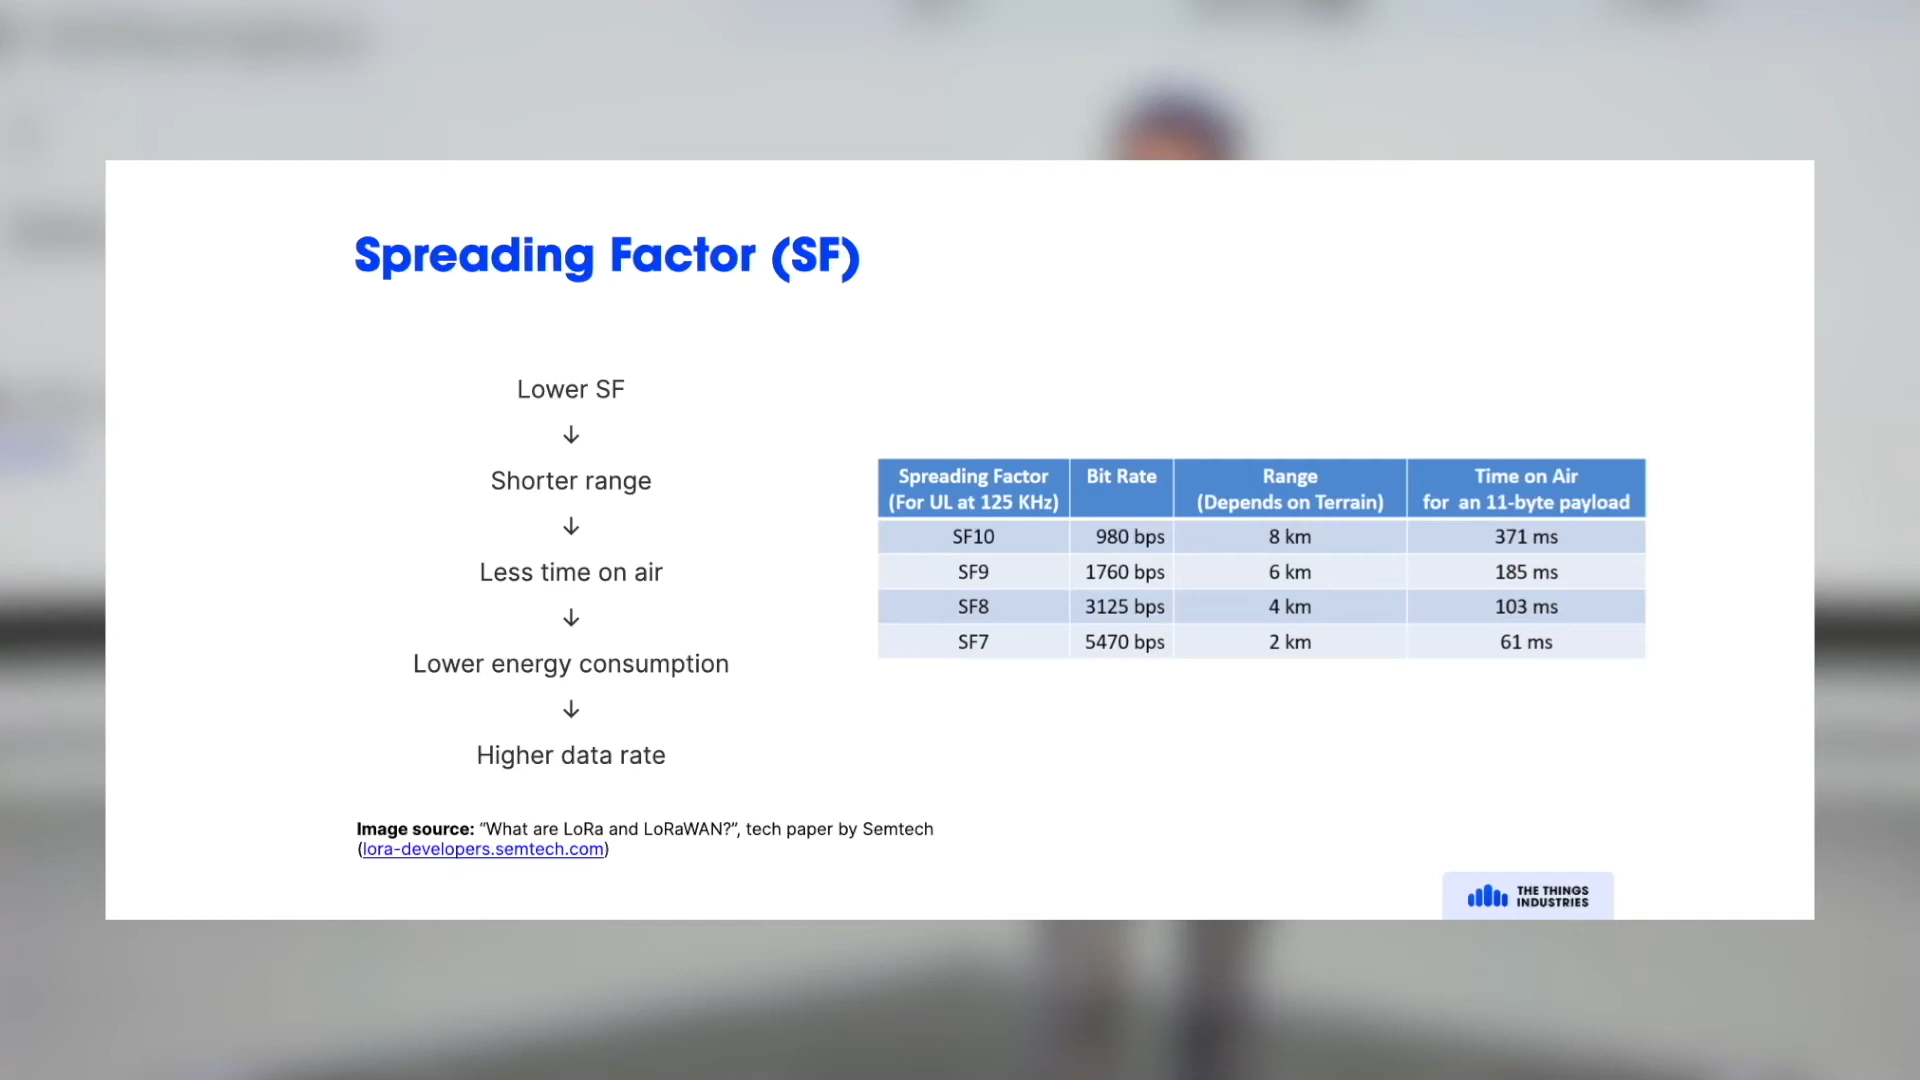 Spreading Factor (SF)
Lower SF
↓
Shorter range
↓
Less time on air
↓
Lower energy consumption
↓
Higher data rate
Spreading Factor Bit Rate Range Time on Air
(For UL at 125 KHz) (Depends on Terrain) for an 11-byte payload
SF10 980 bps 8 km 371 ms
SF9 1760 bps 6 km 185 ms
SF8 3125 bps 4 km 103 ms
SF7 5470 bps 2 km 61 ms
Image source: “What are LoRa and LoRaWAN?”, tech paper by Semtech
(lora-developers.semtech.com)
THE THINGS
INDUSTRIES